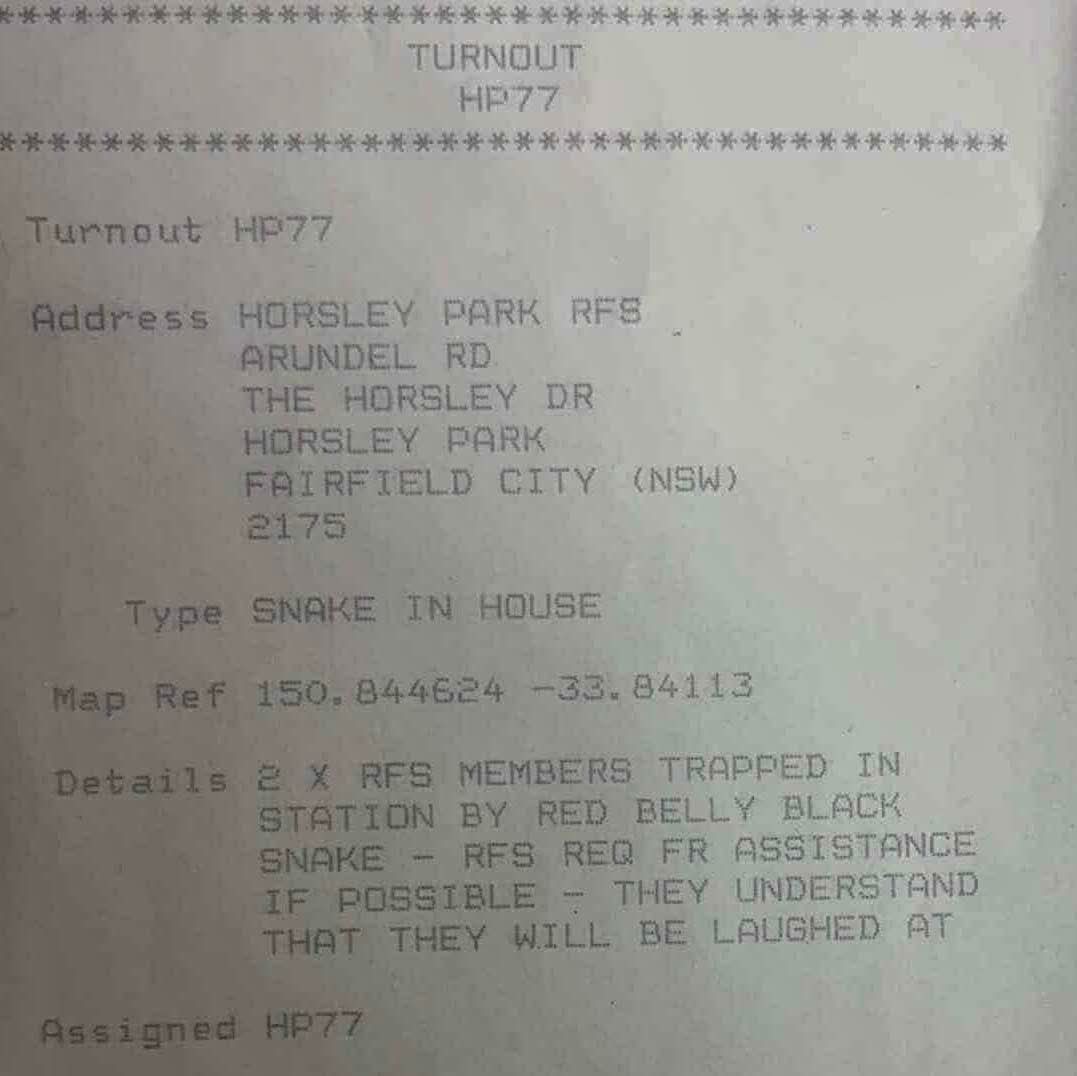 ****************************************
TURNOUT
HP77
****************************************
Turnout HP77
Address HORSLEY PARK RFS
ARUNDEL RD
THE HORSLEY DR
HORSLEY PARK
FAIRFIELD CITY (NSW)
2175
Type SNAKE IN HOUSE
Map Ref 150.844624 -33.84113
Details 2 X RFS MEMBERS TRAPPED IN
STATION BY RED BELLY BLACK
SNAKE - RFS REQ FR ASSISTANCE
IF POSSIBLE - THEY UNDERSTAND
THAT THEY WILL BE LAUGHED AT
Assigned HP77